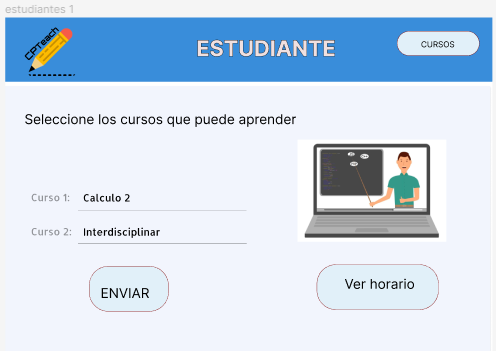 estudiantes 1
CPTeach
ESTUDIANTE
CURSOS
Seleccione los cursos que puede aprender
Curso 1: Calculo 2
Curso 2: Interdisciplinar
ENVIAR
Ver horario